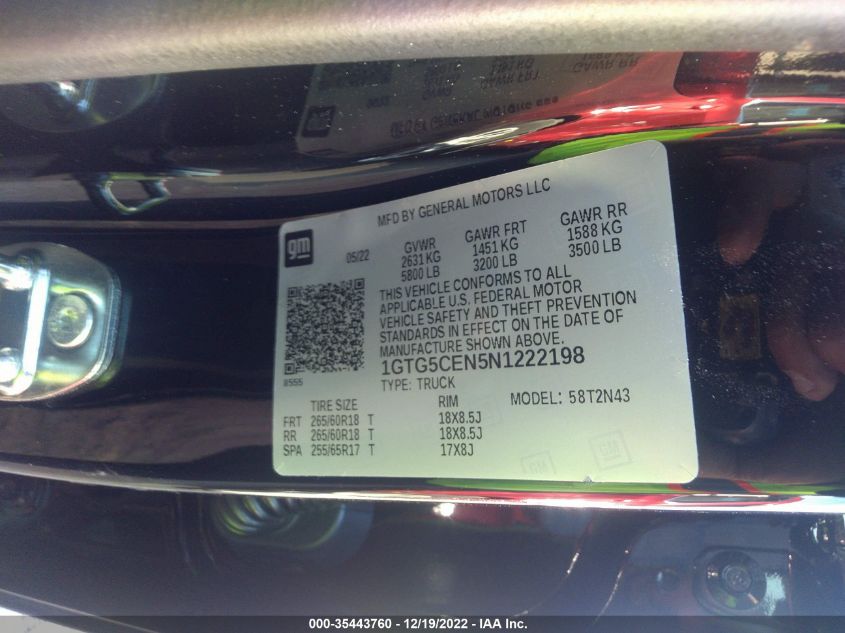 MFD BY GENERAL MOTORS LLC
gm
05/22
GVWR GAWR FRT GAWR RR
2631 KG 1451 KG 1588 KG
5800 LB 3200 LB 3500 LB
THIS VEHICLE CONFORMS TO ALL
APPLICABLE U.S. FEDERAL MOTOR
VEHICLE SAFETY AND THEFT PREVENTION
STANDARDS IN EFFECT ON THE DATE OF
MANUFACTURE SHOWN ABOVE.
1GTG5CEN5N1222198
8555
TYPE: TRUCK
MODEL: 58T2N43
TIRE SIZE RIM
FRT 265/60R18 T 18X8.5J
RR 265/60R18 T 18X8.5J
SPA 255/65R17 T 17X8J
GM GM
000-35443760 - 12/19/2022 - IAA Inc.